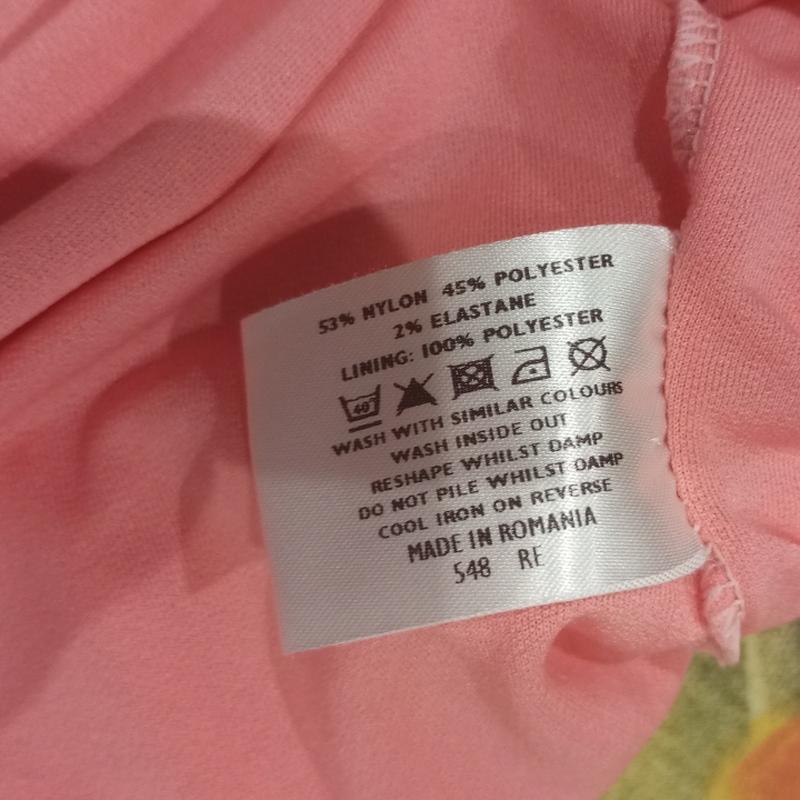 53% NYLON 45% POLYESTER
2% ELASTANE
LINING: 100% POLYESTER
40°
WASH WITH SIMILAR COLOURS
WASH INSIDE OUT
RESHAPE WHILST DAMP
DO NOT PILE WHILST DAMP
COOL IRON ON REVERSE
MADE IN ROMANIA
548 RE